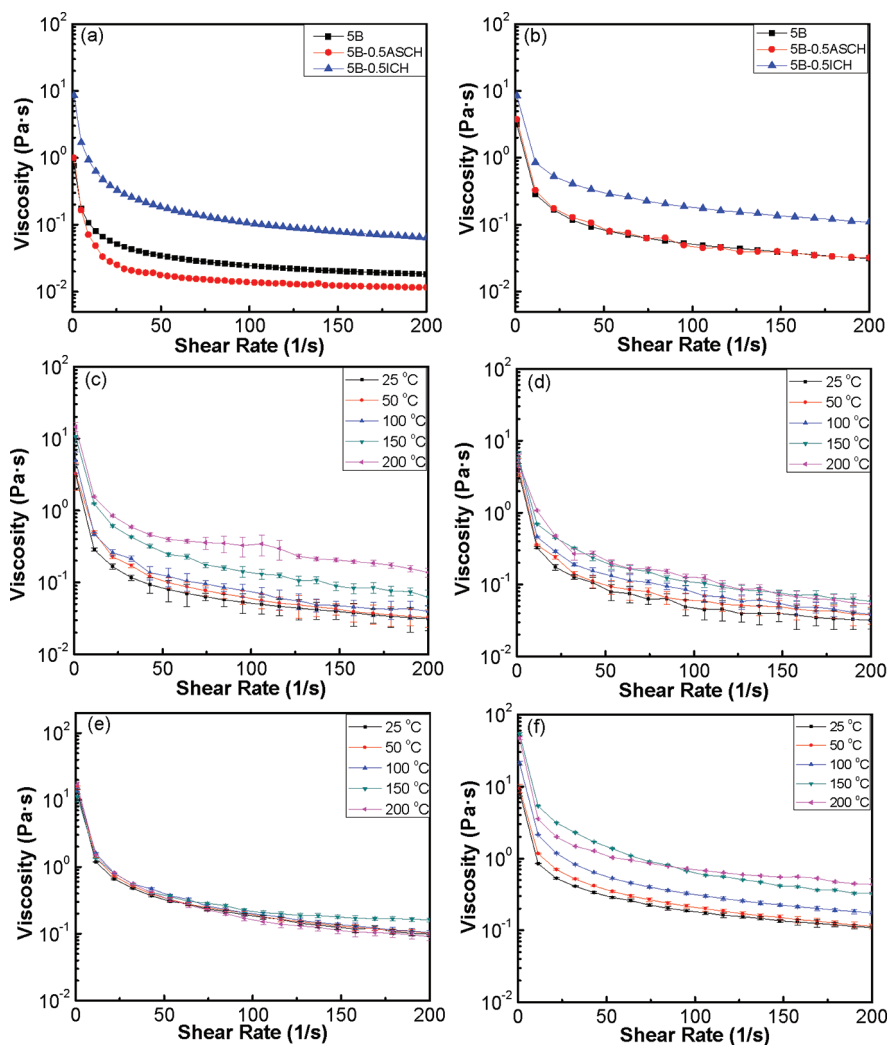 (a)
5B
5B-0.5ASCH
5B-0.5ICH
10²
10¹
10⁰
10⁻¹
10⁻²
Viscosity (Pa·s)
0 50 100 150 200
Shear Rate (1/s)
(b)
5B
5B-0.5ASCH
5B-0.5ICH
10²
10¹
10⁰
10⁻¹
10⁻²
Viscosity (Pa·s)
0 50 100 150 200
Shear Rate (1/s)
(c)
25 °C
50 °C
100 °C
150 °C
200 °C
10²
10¹
10⁰
10⁻¹
10⁻²
Viscosity (Pa·s)
0 50 100 150 200
Shear Rate (1/s)
(d)
25 °C
50 °C
100 °C
150 °C
200 °C
10²
10¹
10⁰
10⁻¹
10⁻²
Viscosity (Pa·s)
0 50 100 150 200
Shear Rate (1/s)
(e)
25 °C
50 °C
100 °C
150 °C
200 °C
10²
10¹
10⁰
10⁻¹
10⁻²
Viscosity (Pa·s)
0 50 100 150 200
Shear Rate (1/s)
(f)
25 °C
50 °C
100 °C
150 °C
200 °C
10²
10¹
10⁰
10⁻¹
10⁻²
Viscosity (Pa·s)
0 50 100 150 200
Shear Rate (1/s)